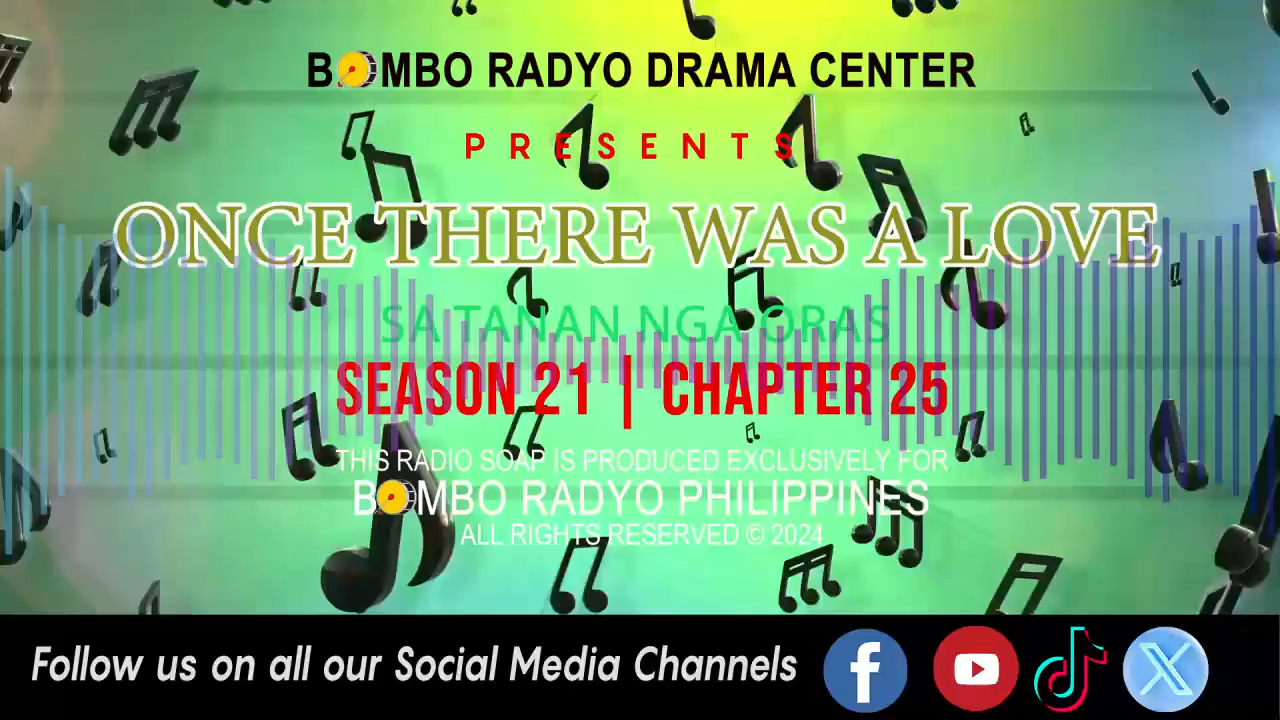 BOMBO RADYO DRAMA CENTER
PRESENTS
ONCE THERE WAS A LOVE
SA TANAN NGA ORAS
SEASON 21 | CHAPTER 25
THIS RADIO SOAP IS PRODUCED EXCLUSIVELY FOR
BOMBO RADYO PHILIPPINES
ALL RIGHTS RESERVED © 2024
Follow us on all our Social Media Channels